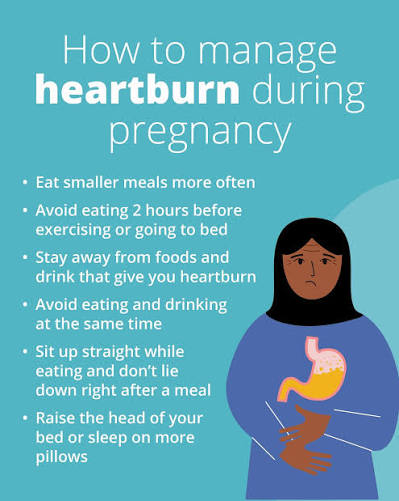 How to manage
heartburn during
pregnancy
• Eat smaller meals more often
• Avoid eating 2 hours before
exercising or going to bed
• Stay away from foods and
drink that give you heartburn
• Avoid eating and drinking
at the same time
• Sit up straight while
eating and don't lie
down right after a meal
• Raise the head of your
bed or sleep on more
pillows